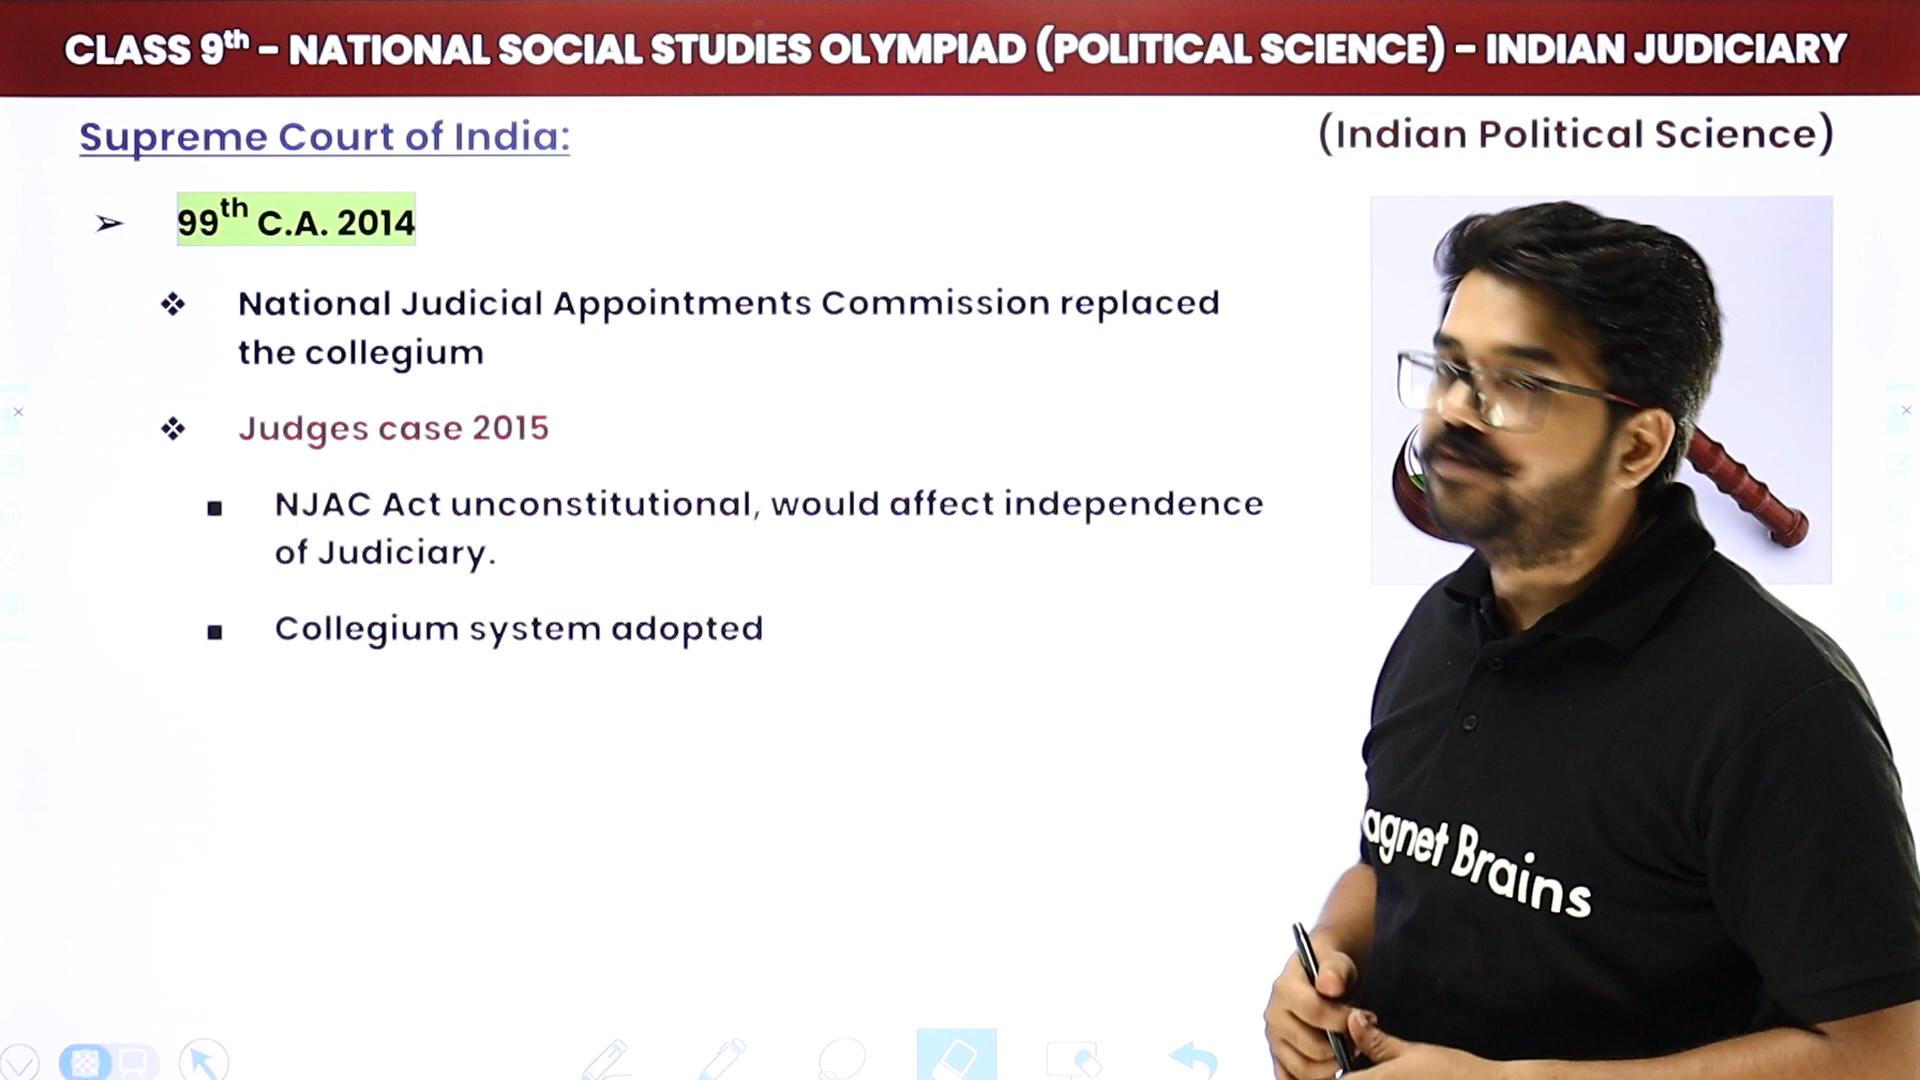 CLASS 9th – NATIONAL SOCIAL STUDIES OLYMPIAD (POLITICAL SCIENCE) – INDIAN JUDICIARY
Supreme Court of India:
(Indian Political Science)
99th C.A. 2014
National Judicial Appointments Commission replaced
the collegium
Judges case 2015
NJAC Act unconstitutional, would affect independence
of Judiciary.
Collegium system adopted
agnet Brains